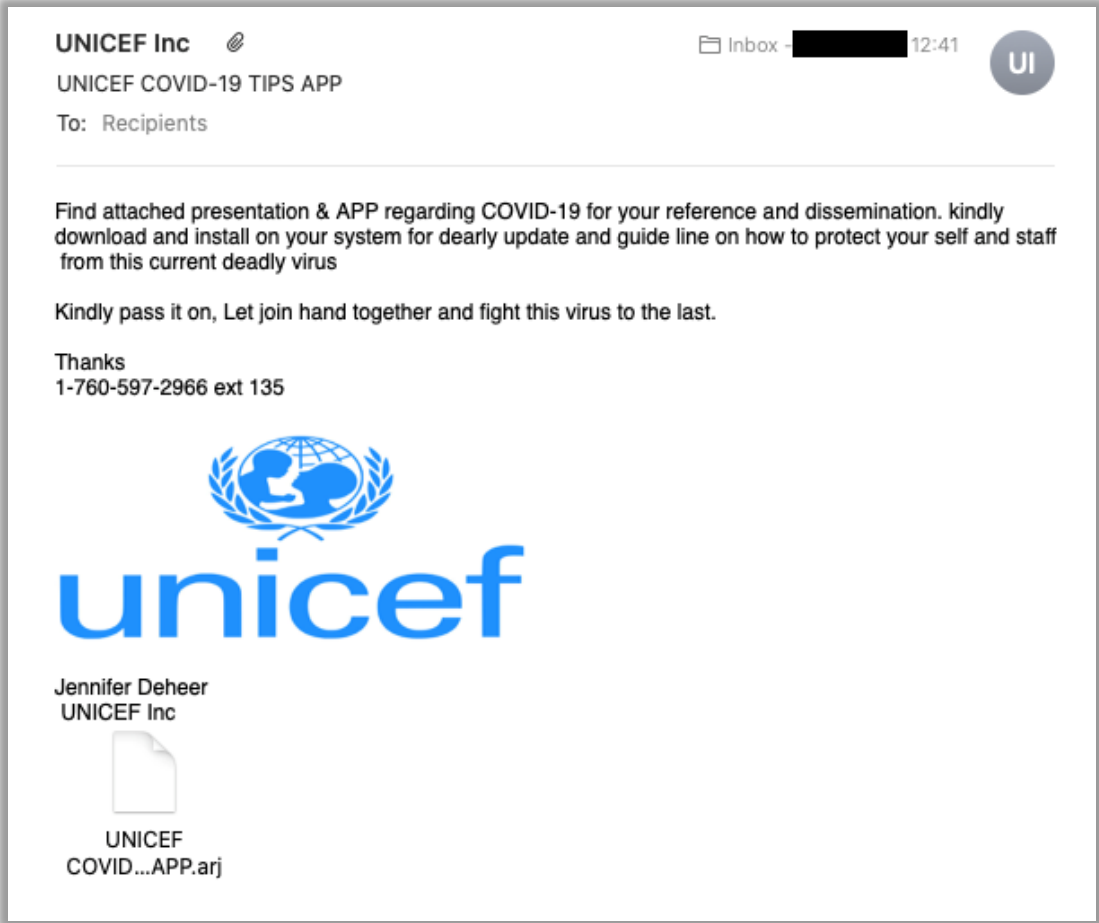 UNICEF Inc
Inbox - 12:41
UI
UNICEF COVID-19 TIPS APP
To: Recipients
Find attached presentation & APP regarding COVID-19 for your reference and dissemination. kindly
download and install on your system for dearly update and guide line on how to protect your self and staff
from this current deadly virus
Kindly pass it on, Let join hand together and fight this virus to the last.
Thanks
1-760-597-2966 ext 135
unicef
Jennifer Deheer
UNICEF Inc
UNICEF
COVID...APP.arj